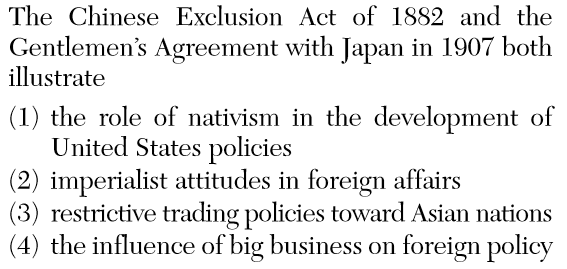 The Chinese Exclusion Act of 1882 and the
Gentlemen’s Agreement with Japan in 1907 both
illustrate
(1) the role of nativism in the development of
United States policies
(2) imperialist attitudes in foreign affairs
(3) restrictive trading policies toward Asian nations
(4) the influence of big business on foreign policy